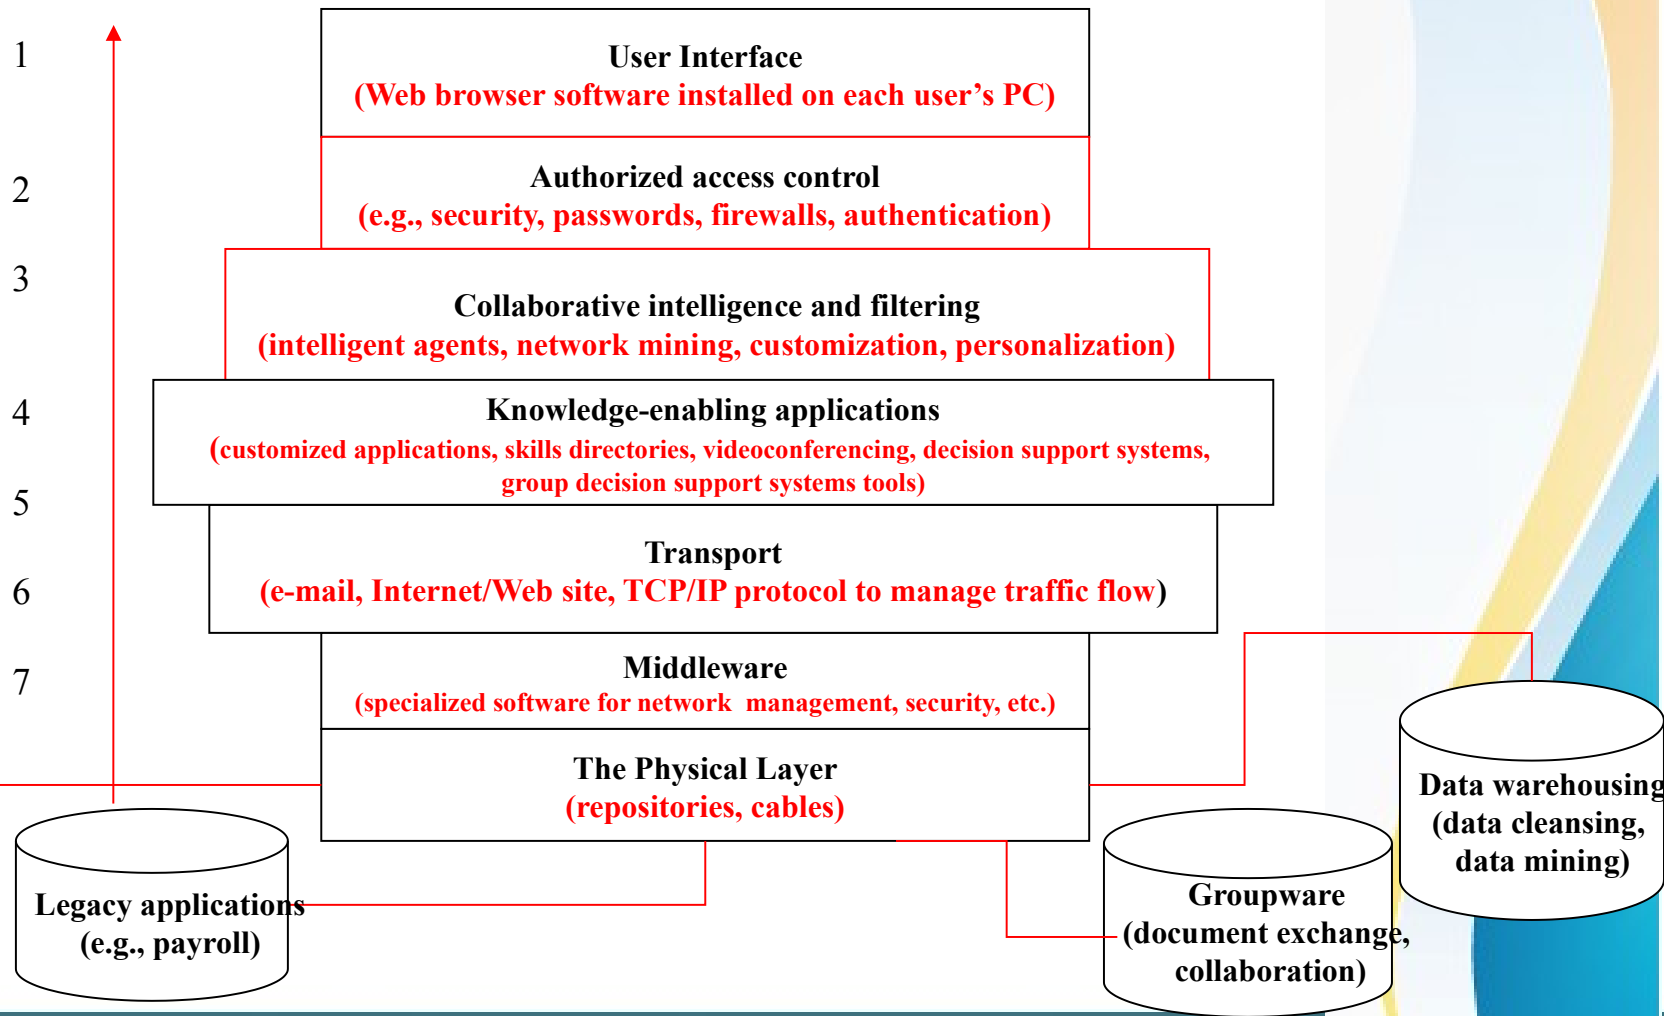 1
User Interface
(Web browser software installed on each user’s PC)
2
Authorized access control
(e.g., security, passwords, firewalls, authentication)
3
Collaborative intelligence and filtering
(intelligent agents, network mining, customization, personalization)
4
Knowledge-enabling applications
(customized applications, skills directories, videoconferencing, decision support systems,
group decision support systems tools)
5
Transport
6
(e-mail, Internet/Web site, TCP/IP protocol to manage traffic flow)
7
Middleware
(specialized software for network management, security, etc.)
The Physical Layer
(repositories, cables)
Legacy applications
(e.g., payroll)
Groupware
(document exchange,
collaboration)
Data warehousing
(data cleansing,
data mining)